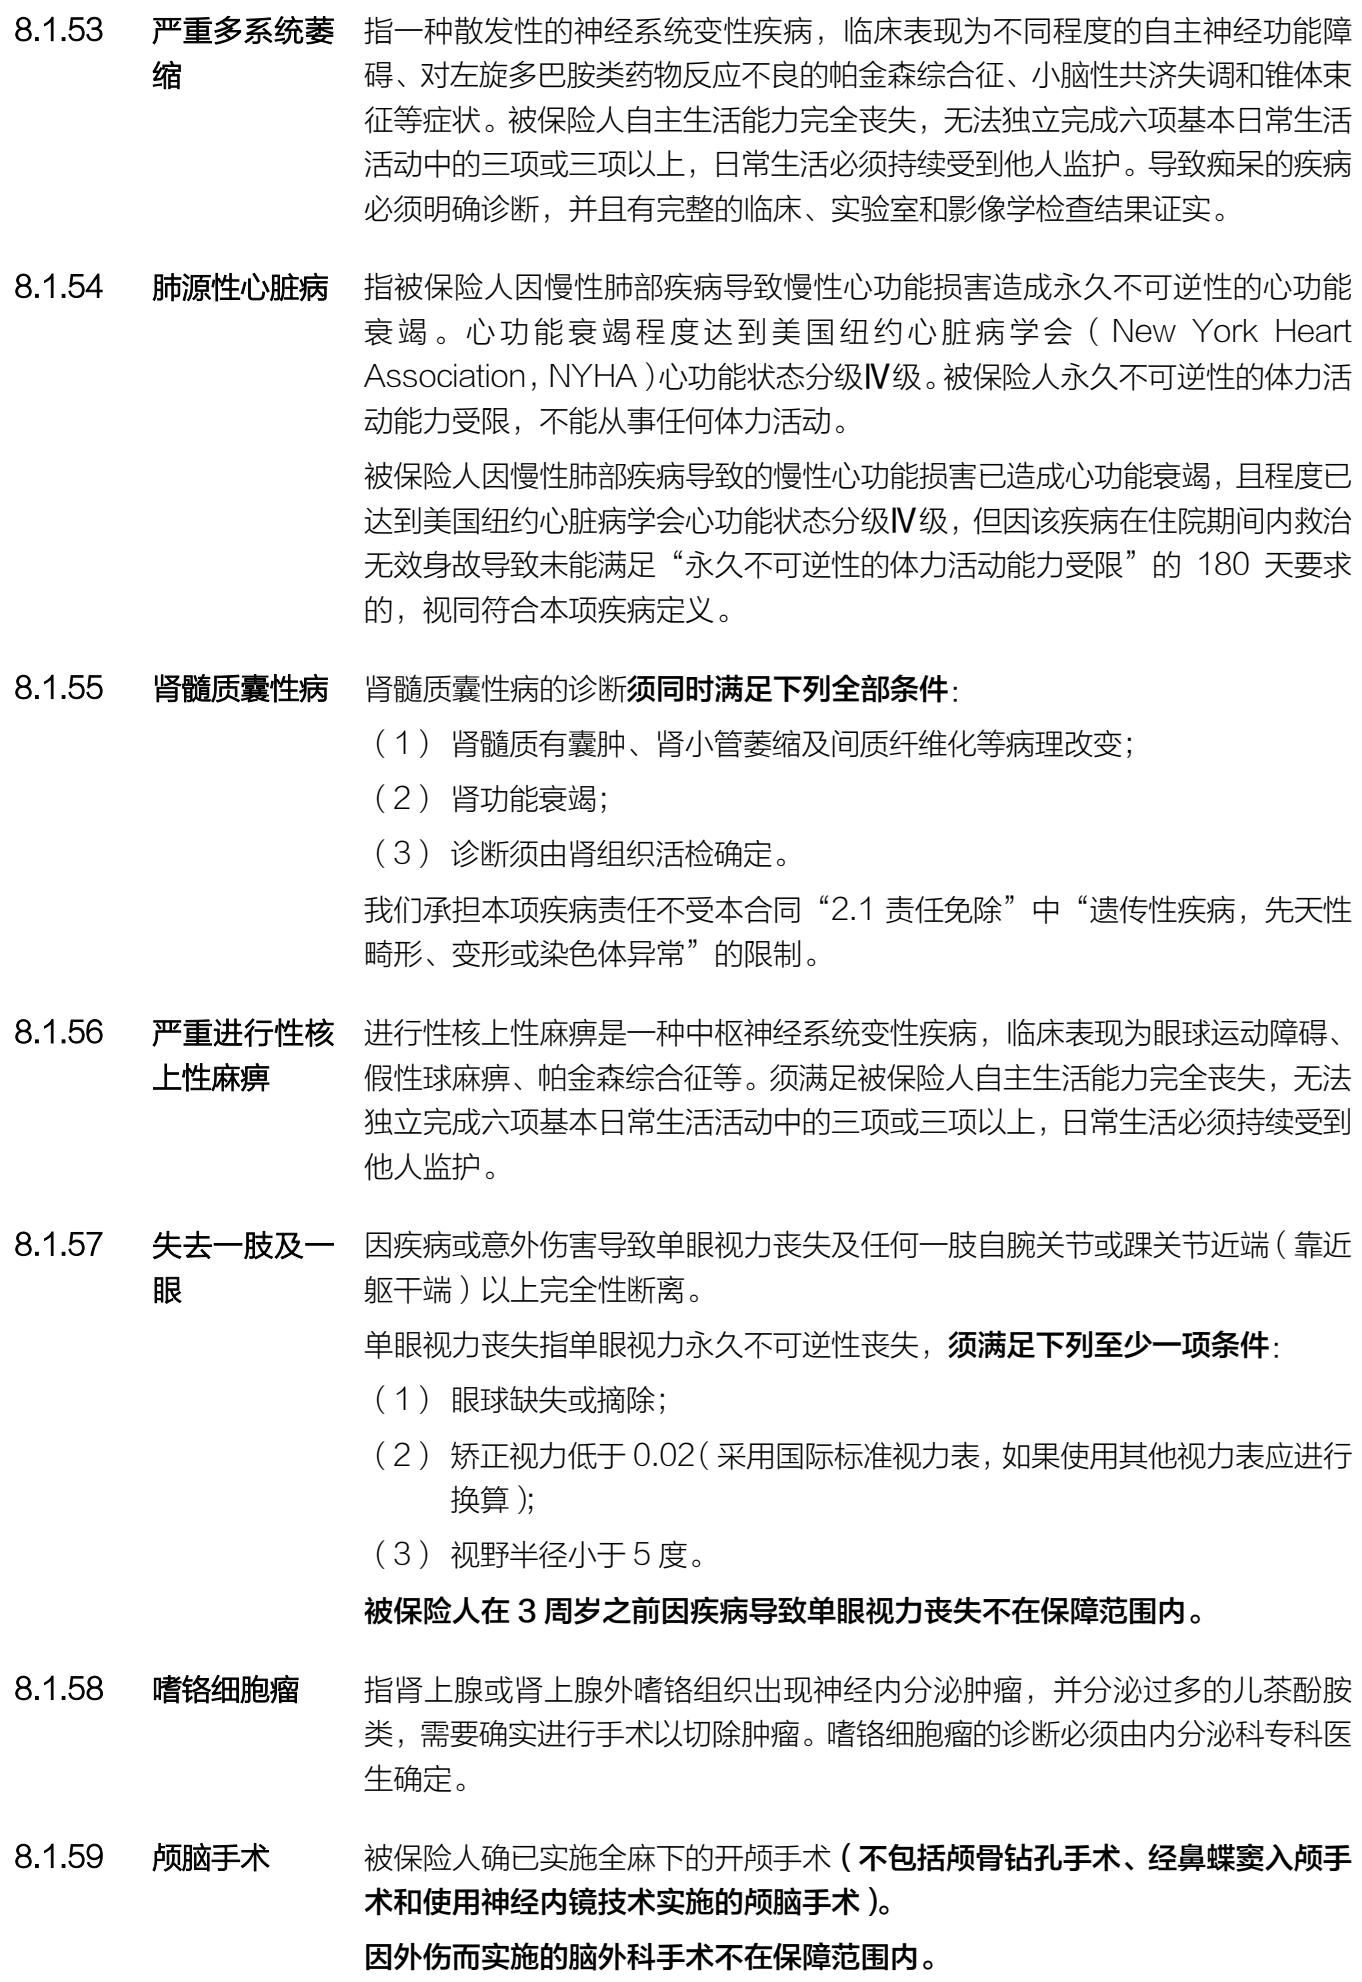 8.1.53 严重多系统萎 指一种散发性的神经系统变性疾病，临床表现为不同程度的自主神经功能障
缩 碍、对左旋多巴胺类药物反应不良的帕金森综合征、小脑性共济失调和锥体束
征等症状。被保险人自主生活能力完全丧失，无法独立完成六项基本日常生活
活动中的三项或三项以上，日常生活必须持续受到他人监护。导致痴呆的疾病
必须明确诊断，并且有完整的临床、实验室和影像学检查结果证实。
8.1.54 肺源性心脏病 指被保险人因慢性肺部疾病导致慢性心功能损害造成永久不可逆性的心功能
衰竭。心功能衰竭程度达到美国纽约心脏病学会（New York Heart
Association，NYHA）心功能状态分级Ⅳ级。被保险人永久不可逆性的体力活
动能力受限，不能从事任何体力活动。
被保险人因慢性肺部疾病导致的慢性心功能损害已造成心功能衰竭，且程度已
达到美国纽约心脏病学会心功能状态分级Ⅳ级，但因该疾病在住院期间内救治
无效身故导致未能满足“永久不可逆性的体力活动能力受限”的 180 天要求
的，视同符合本项疾病定义。
8.1.55 肾髓质囊性病 肾髓质囊性病的诊断须同时满足下列全部条件：
（1） 肾髓质有囊肿、肾小管萎缩及间质纤维化等病理改变；
（2） 肾功能衰竭；
（3） 诊断须由肾组织活检确定。
我们承担本项疾病责任不受本合同“2.1 责任免除”中“遗传性疾病，先天性
畸形、变形或染色体异常”的限制。
8.1.56 严重进行性核 进行性核上性麻痹是一种中枢神经系统变性疾病，临床表现为眼球运动障碍、
上性麻痹 假性球麻痹、帕金森综合征等。须满足被保险人自主生活能力完全丧失，无法
独立完成六项基本日常生活活动中的三项或三项以上，日常生活必须持续受到
他人监护。
8.1.57 失去一肢及一 因疾病或意外伤害导致单眼视力丧失及任何一肢自腕关节或踝关节近端（靠近
眼 躯干端）以上完全性断离。
单眼视力丧失指单眼视力永久不可逆性丧失，须满足下列至少一项条件：
（1） 眼球缺失或摘除；
（2） 矫正视力低于 0.02（采用国际标准视力表，如果使用其他视力表应进行
换算）；
（3） 视野半径小于 5 度。
被保险人在 3 周岁之前因疾病导致单眼视力丧失不在保障范围内。
8.1.58 嗜铬细胞瘤 指肾上腺或肾上腺外嗜铬组织出现神经内分泌肿瘤，并分泌过多的儿茶酚胺
类，需要确实进行手术以切除肿瘤。嗜铬细胞瘤的诊断必须由内分泌科专科医
生确定。
8.1.59 颅脑手术 被保险人确已实施全麻下的开颅手术（不包括颅骨钻孔手术、经鼻蝶窦入颅手
术和使用神经内镜技术实施的颅脑手术）。
因外伤而实施的脑外科手术不在保障范围内。